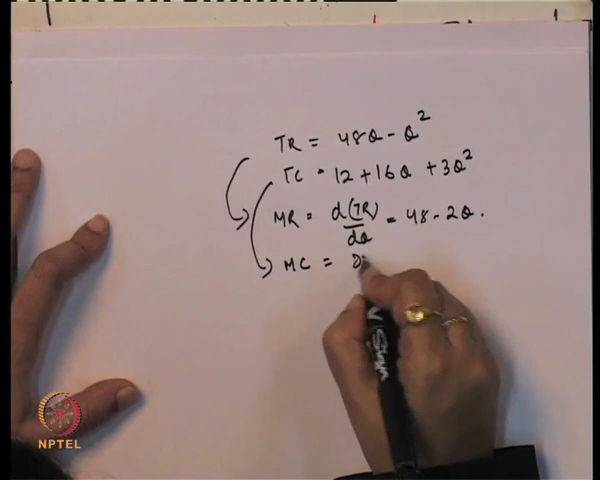 TR = 48Q - Q²
TC = 12 + 16Q + 3Q²
MR = d(TR)/dQ = 48 - 2Q.
MC =
NPTEL